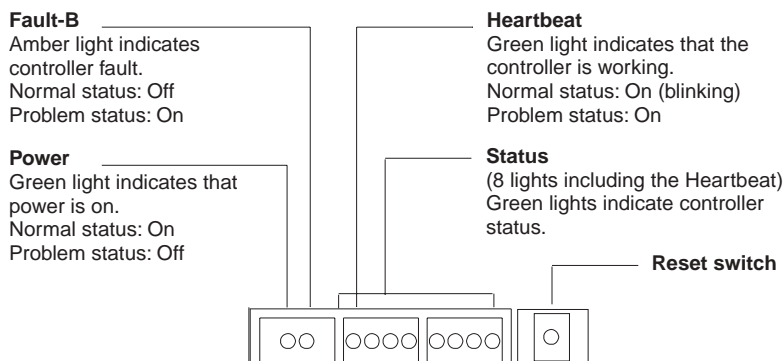 Fault-B
Amber light indicates
controller fault.
Normal status: Off
Problem status: On
Power
Green light indicates that
power is on.
Normal status: On
Problem status: Off
Heartbeat
Green light indicates that the
controller is working.
Normal status: On (blinking)
Problem status: On
Status
(8 lights including the Heartbeat)
Green lights indicate controller
status.
Reset switch